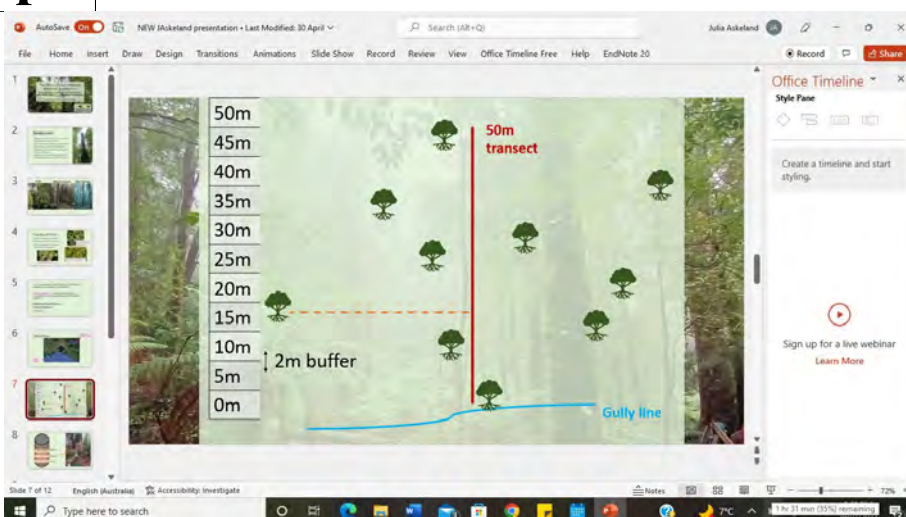 AutoSave On NEW JAskeland presentation • Last Modified: 30 April Search (Alt+Q) Julia Askeland JA
File Home Insert Draw Design Transitions Animations Slide Show Record Review View Office Timeline Free Help EndNote 20 Record Share
1
2
3
4
5
6
7
8
50m
45m
40m
35m
30m
25m
20m
15m
10m
5m
0m
50m
transect
2m buffer
Gully line
Office Timeline
Style Pane
Create a timeline and start
styling.
Sign up for a live webinar
Learn More
Slide 7 of 12 English (Australia) Accessibility: Investigate Notes 72%
Type here to search 7°C 1 hr 31 min (35%) remaining